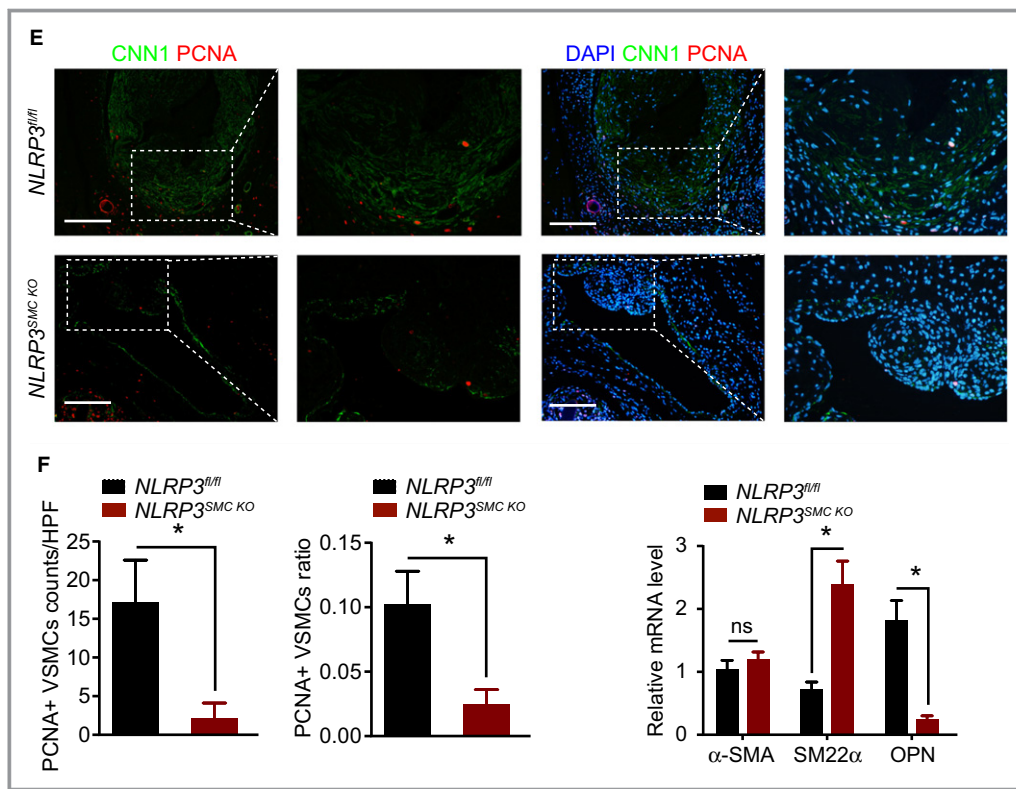 E
CNN1 PCNA
DAPI CNN1 PCNA
NLRP3fl/fl
NLRP3SMC KO
F
NLRP3fl/fl
NLRP3SMC KO
PCNA+ VSMCs counts/HPF
25
20
15
10
5
0
*
NLRP3fl/fl
NLRP3SMC KO
PCNA+ VSMCs ratio
0.15
0.10
0.05
0.00
*
NLRP3fl/fl
NLRP3SMC KO
Relative mRNA level
3
2
1
0
ns
*
*
α-SMA SM22α OPN